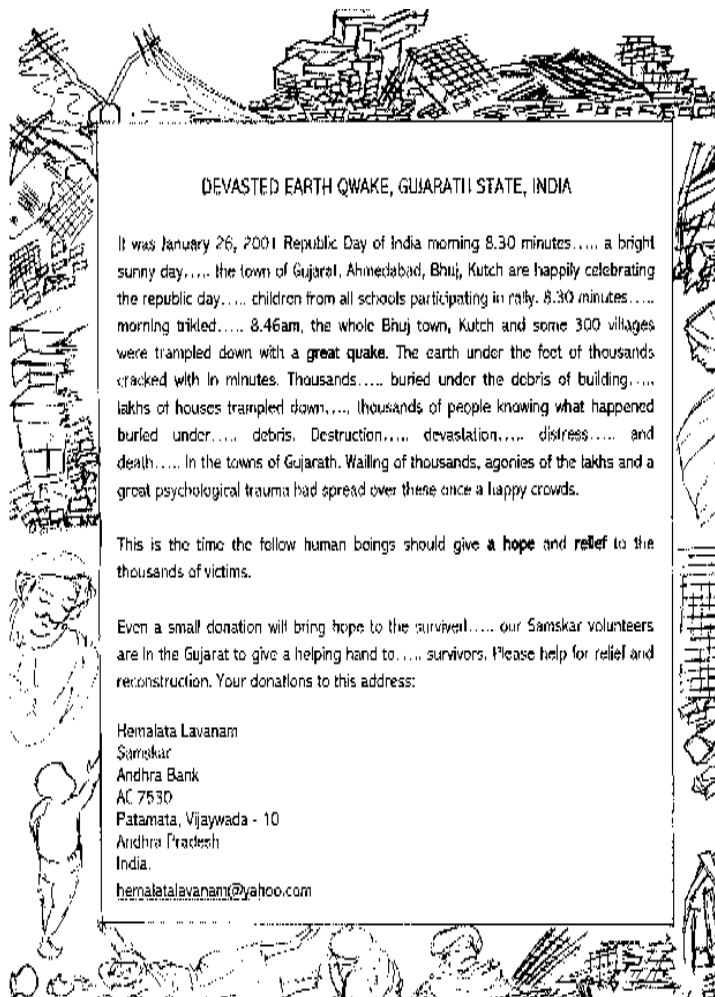 DEVASTED EARTH QWAKE, GUJARATH STATE, INDIA
It was January 26, 2001 Republic Day of India morning 8.30 minutes..... a bright
sunny day..... the town of Gujarat, Ahmedabad, Bhuj, Kutch are happily celebrating
the republic day..... children from all schools participating in rally. 8.30 minutes.....
morning trikled..... 8.46am, the whole Bhuj town, Kutch and some 300 villages
were trampled down with a great quake. The earth under the feet of thousands
cracked with in minutes. Thousands..... buried under the debris of building.....
lakhs of houses trampled down...., thousands of people knowing what happened
buried under..... debris. Destruction..... devastation..... distress..... and
death..... in the towns of Gujarath. Wailing of thousands, agonies of the lakhs and a
great psychological trauma had spread over these once a happy crowds.
This is the time the fellow human beings should give a hope and relief to the
thousands of victims.
Even a small donation will bring hope to the survived..... our Samskar volunteers
are in the Gujarat to give a helping hand to..... survivors. Please help for relief and
reconstruction. Your donations to this address:
Hemalata Lavanam
Samskar
Andhra Bank
AC 7530
Patamata, Vijaywada - 10
Andhra Pradesh
India.
hemalatalavanam@yahoo.com